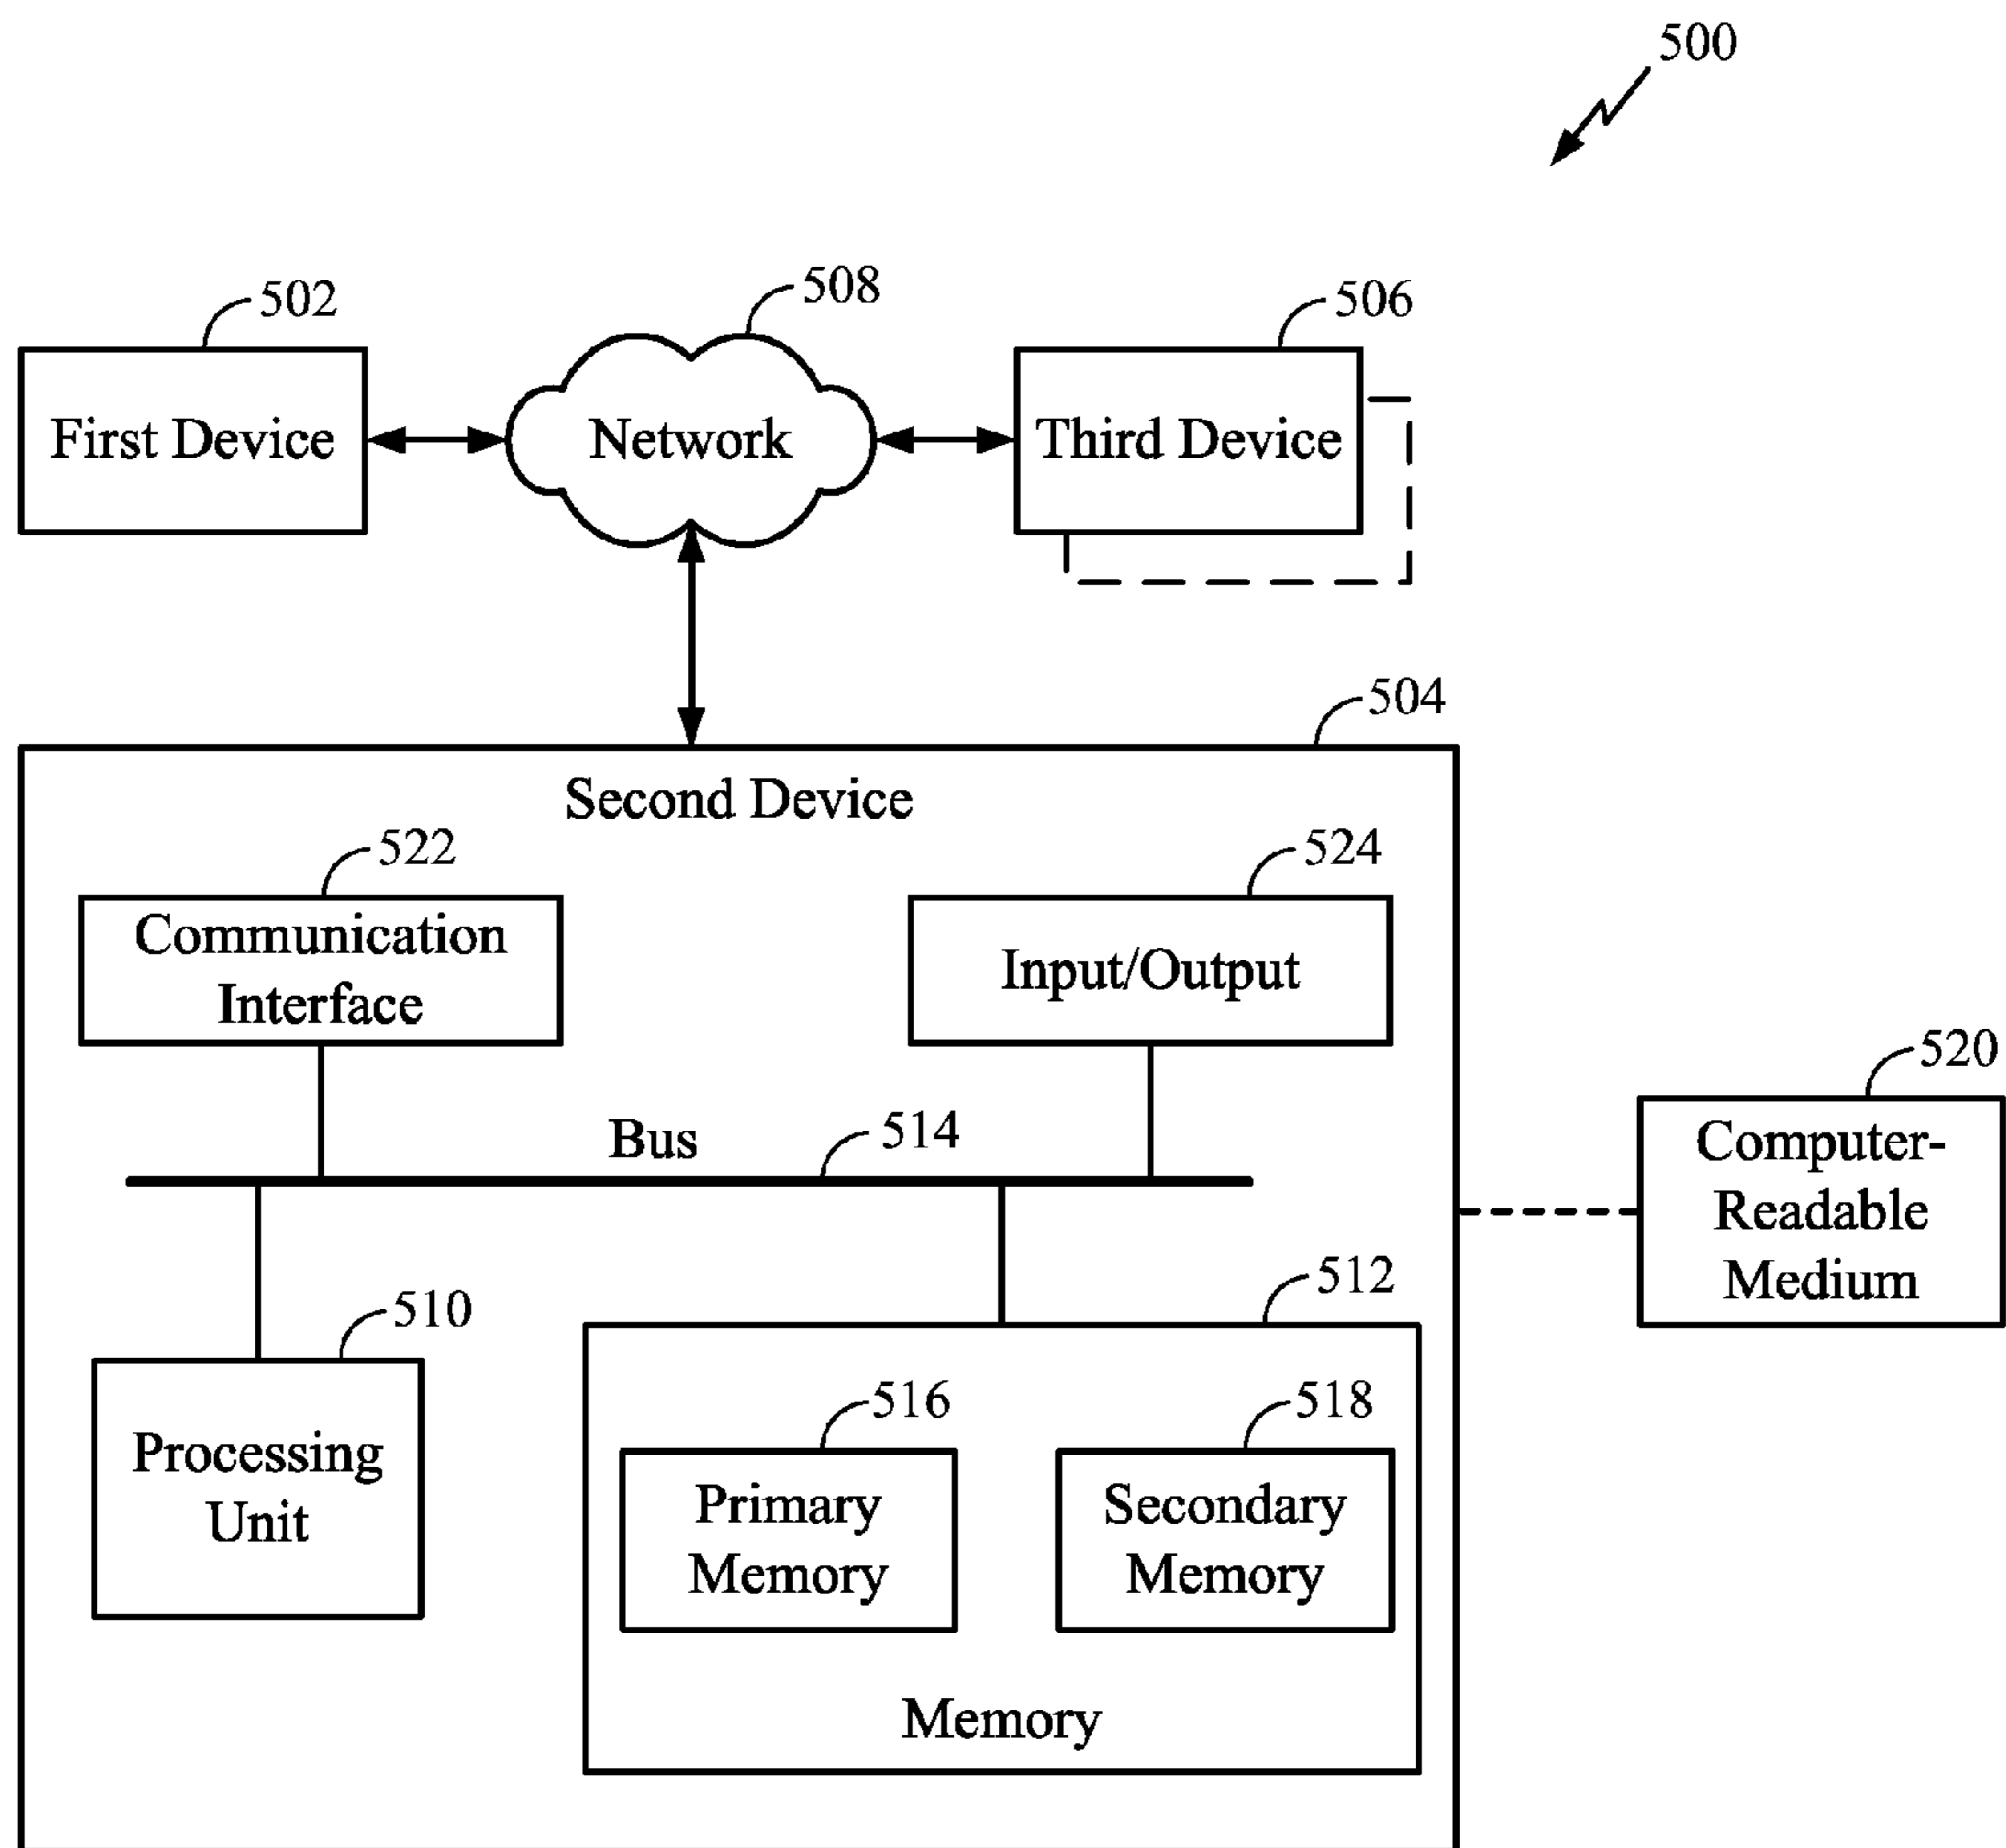 500
502
508
506
First Device
Network
Third Device
504
Second Device
522
524
Communication
Interface
Input/Output
520
Computer-
Readable
Medium
Bus
514
512
510
Processing
Unit
516
518
Primary
Memory
Secondary
Memory
Memory